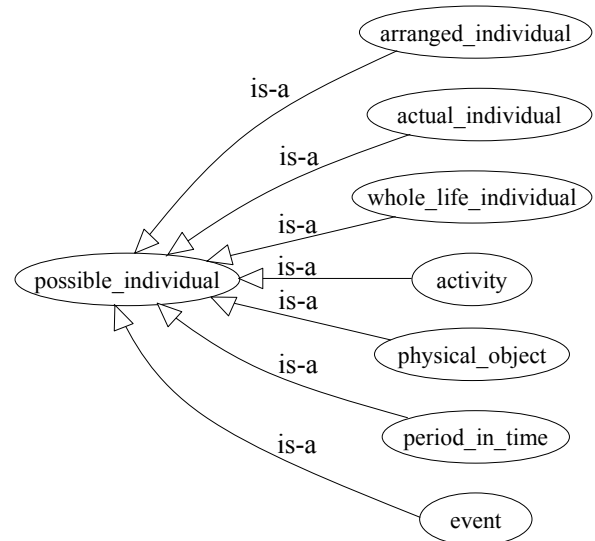 arranged_individual
is-a
actual_individual
is-a
whole_life_individual
is-a
possible_individual
is-a
activity
is-a
physical_object
is-a
period_in_time
is-a
event